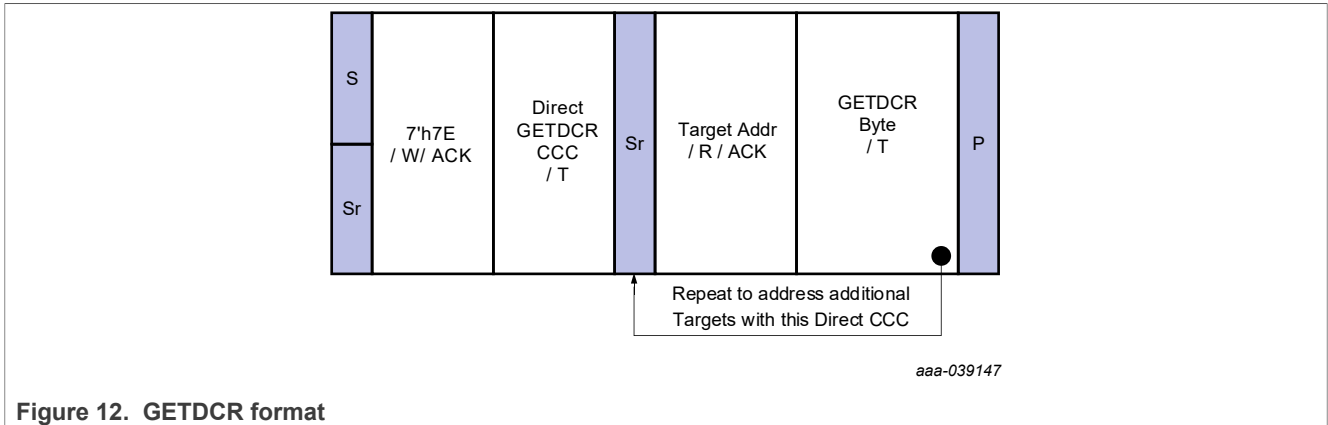 S
Sr
7'h7E
/ W/ ACK
Direct
GETDCR
CCC
/ T
Sr
Target Addr
/ R / ACK
GETDCR
Byte
/ T
P
Repeat to address additional
Targets with this Direct CCC
aaa-039147
Figure 12. GETDCR format